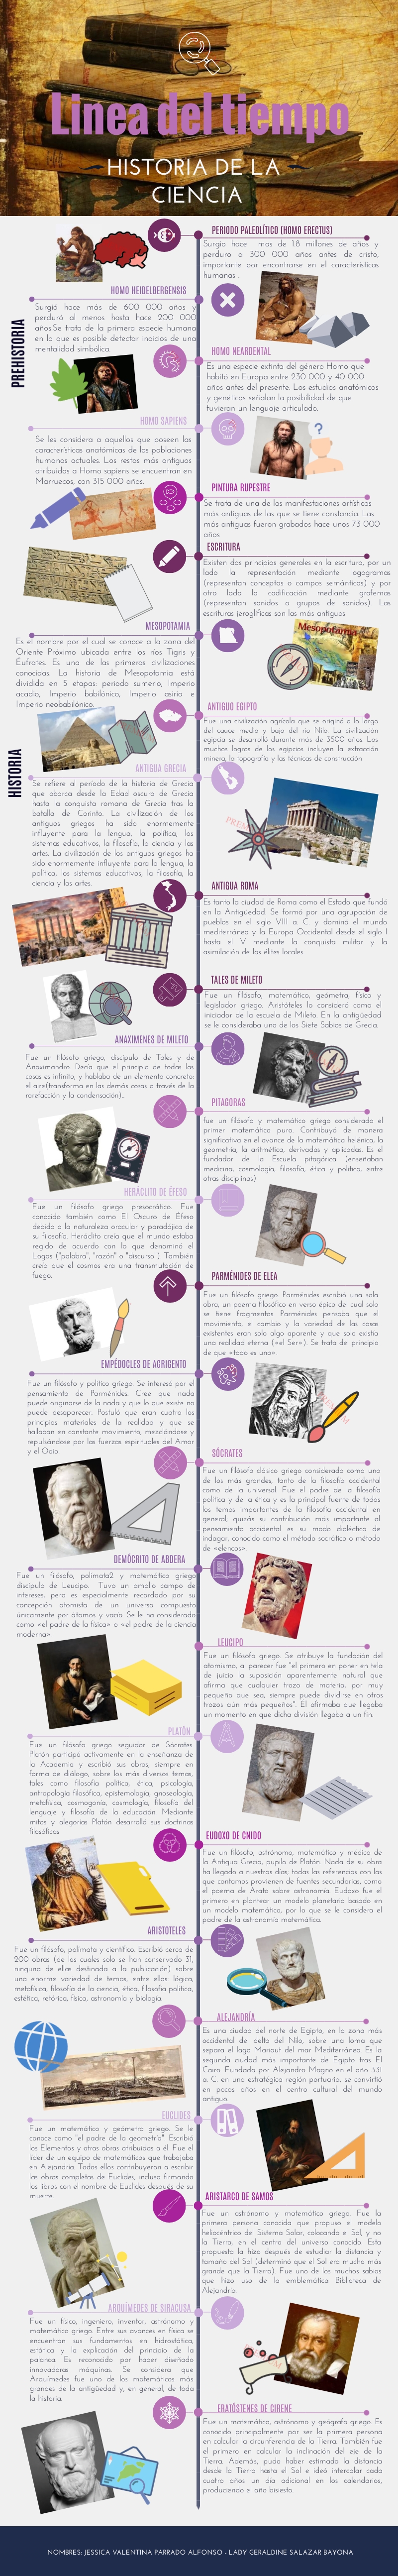 Linea del tiempo
HISTORIA DE LA
CIENCIA
PREHISTORIA
PERIODO PALEOLÍTICO (HOMO ERECTUS)
Surgio hace mas de 1.8 millones de años y
perduro a 300 000 años antes de cristo,
importante por encontrarse en el características
humanas .
HOMO HEIDELBERGENSIS
Surgió hace más de 600 000 años y
perduró al menos hasta hace 200 000
años.Se trata de la primera especie humana
en la que es posible detectar indicios de una
mentalidad simbólica.
HOMO NEARDENTAL
Es una especie extinta del género Homo que
habitó en Europa entre 230 000 y 40 000
años antes del presente. Los estudios anatómicos
y genéticos señalan la posibilidad de que
tuvieran un lenguaje articulado.
HOMO SAPIENS
Se les considera a aquellos que poseen las
características anatómicas de las poblaciones
humanas actuales. Los restos más antiguos
atribuidos a Homo sapiens se encuentran en
Marruecos, con 315 000 años.
PINTURA RUPESTRE
Se trata de una de las manifestaciones artísticas
más antiguas de las que se tiene constancia. Las
más antiguas fueron grabados hace unos 73 000
años
ESCRITURA
Existen dos principios generales en la escritura, por un
lado la representación mediante logogramas
(representan conceptos o campos semánticos) y por
otro lado la codificación mediante grafemas
(representan sonidos o grupos de sonidos). Las
escrituras jeroglíficas son las más antiguas
MESOPOTAMIA
Mesopotamia
Es el nombre por el cual se conoce a la zona del
Oriente Próximo ubicada entre los ríos Tigris y
Éufrates. Es una de las primeras civilizaciones
conocidas. La historia de Mesopotamia está
dividida en 5 etapas: periodo sumerio, Imperio
acadio, Imperio babilónico, Imperio asirio e
Imperio neobabilónico.
ANTIGUO EGIPTO
Fue una civilización agrícola que se originó a lo largo
del cauce medio y bajo del río Nilo. La civilización
egipcia se desarrolló durante más de 3500 años. Los
muchos logros de los egipcios incluyen la extracción
minera, la topografía y las técnicas de construcción
HISTORIA
ANTIGUA GRECIA
Se refiere al período de la historia de Grecia
que abarca desde la Edad oscura de Grecia
hasta la conquista romana de Grecia tras la
batalla de Corinto. La civilización de los
antiguos griegos ha sido enormemente
influyente para la lengua, la política, los
sistemas educativos, la filosofía, la ciencia y las
artes. La civilización de los antiguos griegos ha
sido enormemente influyente para la lengua, la
política, los sistemas educativos, la filosofía, la
ciencia y las artes.
ANTIGUA ROMA
Es tanto la ciudad de Roma como el Estado que fundó
en la Antigüedad. Se formó por una agrupación de
pueblos en el siglo VIII a. C. y dominó el mundo
mediterráneo y la Europa Occidental desde el siglo I
hasta el V mediante la conquista militar y la
asimilación de las élites locales.
TALES DE MILETO
Fue un filósofo, matemático, geómetra, físico y
legislador griego. Aristóteles lo consideró como el
iniciador de la escuela de Mileto. En la antigüedad
se le consideraba uno de los Siete Sabios de Grecia.
ANAXIMENES DE MILETO
Fue un filósofo griego, discípulo de Tales y de
Anaximandro. Decía que el principio de todas las
cosas en infinito, y hablaba de un elemento concreto:
el aire(transforma en las demás cosas a través de la
rarefacción y la condensación).
PITAGORAS
fue un filósofo y matemático griego considerado el
primer matemático puro. Contribuyó de manera
significativa en el avance de la matemática helénica, la
geometría, la aritmética, derivadas y aplicadas. Es el
fundador de la Escuela pitagórica (enseñaban
medicina, cosmología, filosofía, ética y política, entre
otras disciplinas)
HERÁCLITO DE ÉFESO
Fue un filósofo griego presocrático. Fue
conocido también como El Oscuro de Éfeso
debido a la naturaleza oracular y paradójica de
su filosofía. Heráclito creía que el mundo estaba
regido de acuerdo con lo que denominó el
Logos ("palabra", "razón" o "discurso"). También
creía que el cosmos era una transmutación de
fuego.
PARMÉNIDES DE ELEA
Fue un filósofo griego. Parménides escribió una sola
obra, un poema filosófico en verso épico del cual solo
se tiene fragmentos. Parménides pensaba que el
movimiento, el cambio y la variedad de las cosas
existentes eran solo algo aparente y que solo existía
una realidad eterna («el Ser»). Se trata del principio
de que «todo es uno».
EMPÉDOCLES DE AGRIGENTO
Fue un filósofo y político griego. Se interesó por el
pensamiento de Parménides. Cree que nada
puede originarse de la nada y que lo que existe no
puede desaparecer. Postuló que eran cuatro los
principios materiales de la realidad y que se
hallaban en constante movimiento, mezclándose y
repulsándose por las fuerzas espirituales del Amor
y el Odio.
SÓCRATES
Fue un filósofo clásico griego considerado como uno
de los más grandes, tanto de la filosofía occidental
como de la universal. Fue el padre de la filosofía
política y de la ética y es la principal fuente de todos
los temas importantes de la filosofía occidental en
general; quizás su contribución más importante al
pensamiento occidental es su modo dialéctico de
indagar, conocido como el método socrático o método
de «elencos» .
DEMÓCRITO DE ABDERA
Fue un filósofo, polímata2 y matemático griego
discípulo de Leucipo. Tuvo un amplio campo de
intereses, pero es especialmente recordado por su
concepción atomista de un universo compuesto
únicamente por átomos y vacío. Se le ha considerado
como «el padre de la física» o «el padre de la ciencia
moderna».
LEUCIPO
Fue un filósofo griego. Se atribuye la fundación del
atomismo, al parecer fue "el primero en poner en tela
de juicio la suposición aparentemente natural que
afirma que cualquier trozo de materia, por muy
pequeño que sea, siempre puede dividirse en otros
trozos aún más pequeños". El afirmaba que llegaba
un momento en que dicha división llegaba a un fin.
PLATÓN
Fue un filósofo griego seguidor de Sócrates.
Platón participó activamente en la enseñanza de
la Academia y escribió sus obras, siempre en
forma de diálogo, sobre los más diversos temas,
tales como filosofía política, ética, psicología,
antropología filosófica, epistemología, gnoseología,
metafísica, cosmogonía, cosmología, filosofía del
lenguaje y filosofía de la educación. Mediante
mitos y alegorías Platón desarrolló sus doctrinas
filosóficas
EUDOXO DE CNIDO
Fue un filósofo, astrónomo, matemático y médico de
la Antigua Grecia, pupilo de Platón. Nada de su obra
ha llegado a nuestros días; todas las referencias con las
que contamos provienen de fuentes secundarias, como
el poema de Arato sobre astronomía. Eudoxo fue el
primero en plantear un modelo planetario basado en
un modelo matemático, por lo que se le considera el
padre de la astronomía matemática.
ARISTOTELES
Fue un filósofo, polímata y científico. Escribió cerca de
200 obras (de los cuales solo se han conservado 31,
ninguna de ellas destinada a la publicación) sobre
una enorme variedad de temas, entre ellas: lógica,
metafísica, filosofía de la ciencia, ética, filosofía política,
estética, retórica, física, astronomía y biología.
ALEJANDRÍA
Es una ciudad del norte de Egipto, en la zona más
occidental del delta del Nilo, sobre una loma que
separa el lago Mariout del mar Mediterráneo. Es la
segunda ciudad más importante de Egipto tras El
Cairo. Fundada por Alejandro Magno en el año 331
a. C. en una estratégica región portuaria, se convirtió
en pocos años en el centro cultural del mundo
antiguo.
EUCLIDES
Fue un matemático y geómetra griego. Se le
conoce como "el padre de la geometría". Escribió
los Elementos y otras obras atribuidas a él. Fue el
líder de un equipo de matemáticos que trabajaba
en Alejandría. Todos ellos contribuyeron a escribir
las obras completas de Euclides, incluso firmando
los libros con el nombre de Euclides después de su
muerte.
ARISTARCO DE SAMOS
Fue un astrónomo y matemático griego. Fue la
primera persona conocida que propuso el modelo
heliocéntrico del Sistema Solar, colocando el Sol, y no
la Tierra, en el centro del universo conocido. Esta
propuesta la hizo después de estudiar la distancia y
tamaño del Sol (determinó que el Sol era mucho más
grande que la Tierra). Fue uno de los muchos sabios
que hizo uso de la emblemática Biblioteca de
Alejandría
ARQUÍMEDES DE SIRACUSA
Fue un físico, ingeniero, inventor, astrónomo y
matemático griego. Entre sus avances en física se
encuentran sus fundamentos en hidrostática,
estática y la explicación del principio de la
palanca. Es reconocido por haber diseñado
innovadoras máquinas. Se considera que
Arquímedes fue uno de los matemáticos más
grandes de la antigüedad y, en general, de toda
la historia.
ERATÓSTENES DE CIRENE
Fue un matemático, astrónomo y geógrafo griego. Es
conocido principalmente por ser la primera persona
en calcular la circunferencia de la Tierra. También fue
el primero en calcular la inclinación del eje de la
Tierra. Además, pudo haber estimado la distancia
desde la Tierra hasta el Sol e ideó intercalar cada
cuatro años un día adicional en los calendarios,
produciendo el año bisiesto.
NOMBRES: JESSICA VALENTINA PARRADO ALFONSO - LADY GERALDINE SALAZAR BAYONA